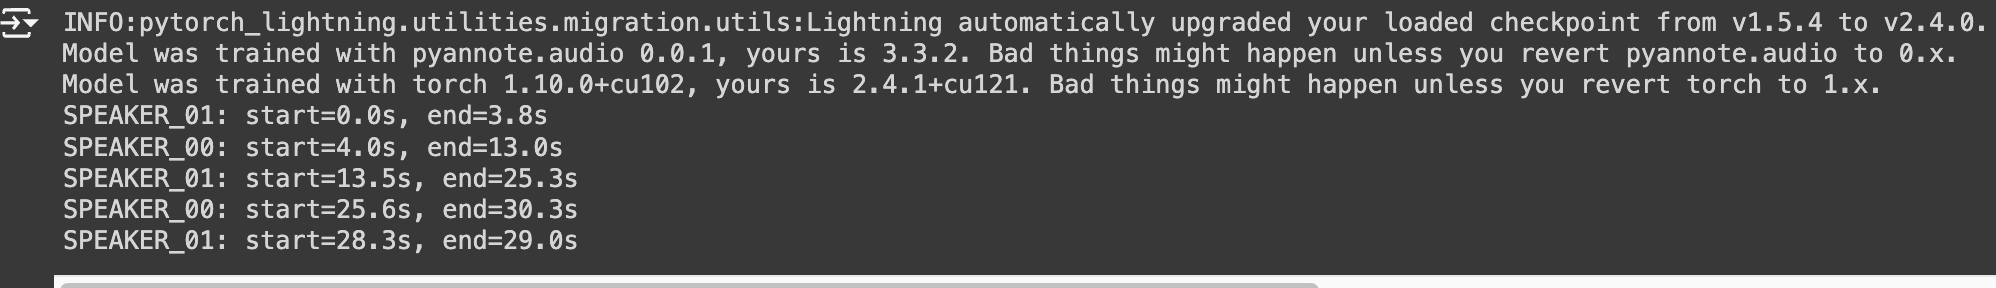 INFO:pytorch_lightning.utilities.migration.utils:Lightning automatically upgraded your loaded checkpoint from v1.5.4 to v2.4.0.
Model was trained with pyannote.audio 0.0.1, yours is 3.3.2. Bad things might happen unless you revert pyannote.audio to 0.x.
Model was trained with torch 1.10.0+cu102, yours is 2.4.1+cu121. Bad things might happen unless you revert torch to 1.x.
SPEAKER_01: start=0.0s, end=3.8s
SPEAKER_00: start=4.0s, end=13.0s
SPEAKER_01: start=13.5s, end=25.3s
SPEAKER_00: start=25.6s, end=30.3s
SPEAKER_01: start=28.3s, end=29.0s